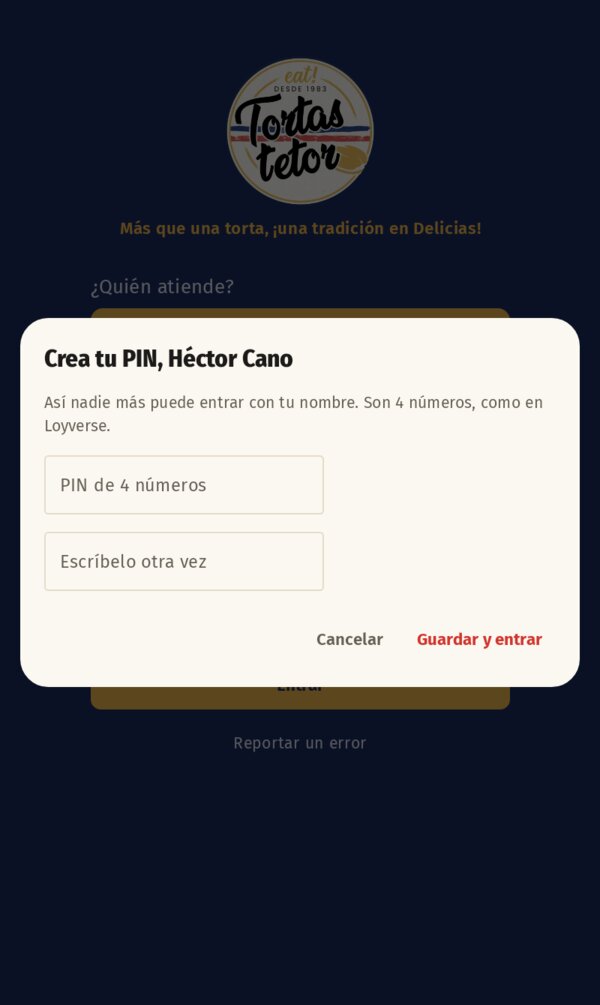 eat!
DESDE 1983
Tortas
tetor
Más que una torta, ¡una tradición en Delicias!
¿Quién atiende?
Crea tu PIN, Héctor Cano
Así nadie más puede entrar con tu nombre. Son 4 números, como en
Loyverse.
PIN de 4 números
Escríbelo otra vez
Cancelar
Guardar y entrar
Entrar
Reportar un error